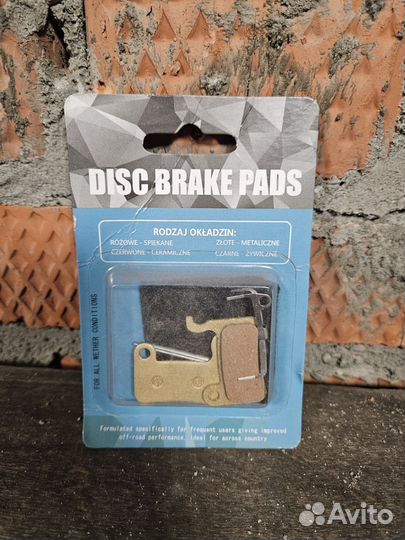 DISC BRAKE PADS
RODZAJ OKŁADZIN:
RÓŻOWE - SPIEKANE
ZŁOTE - METALICZNE
CZERWONE - CERAMICZNE
CZARNE - ŻYWICZNE
FOR ALL WETHER CONDITIONS
Formulated specifically for frequent users giving improved
off-road performance. Ideal for across country
Avito